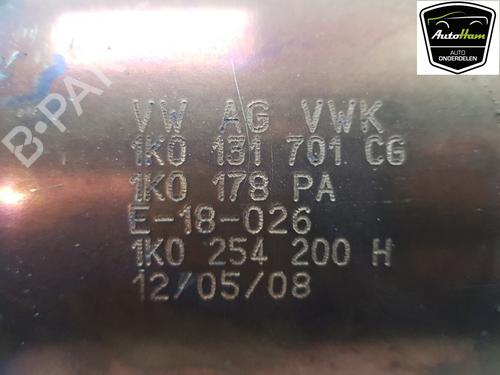 AutoHam
AUTO
ONDERDELEN
B-PA
VW AG VWK
1K0 131 701 CG
1K0 178 PA
E-18-026
1K0 254 200 H
12/05/08